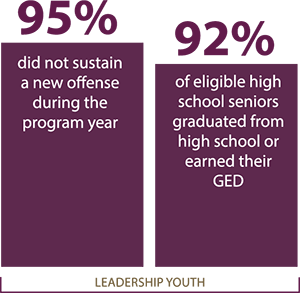 95%
did not sustain
a new offense
during the
program year
92%
of eligible high
school seniors
graduated from
high school or
earned their
GED
LEADERSHIP YOUTH